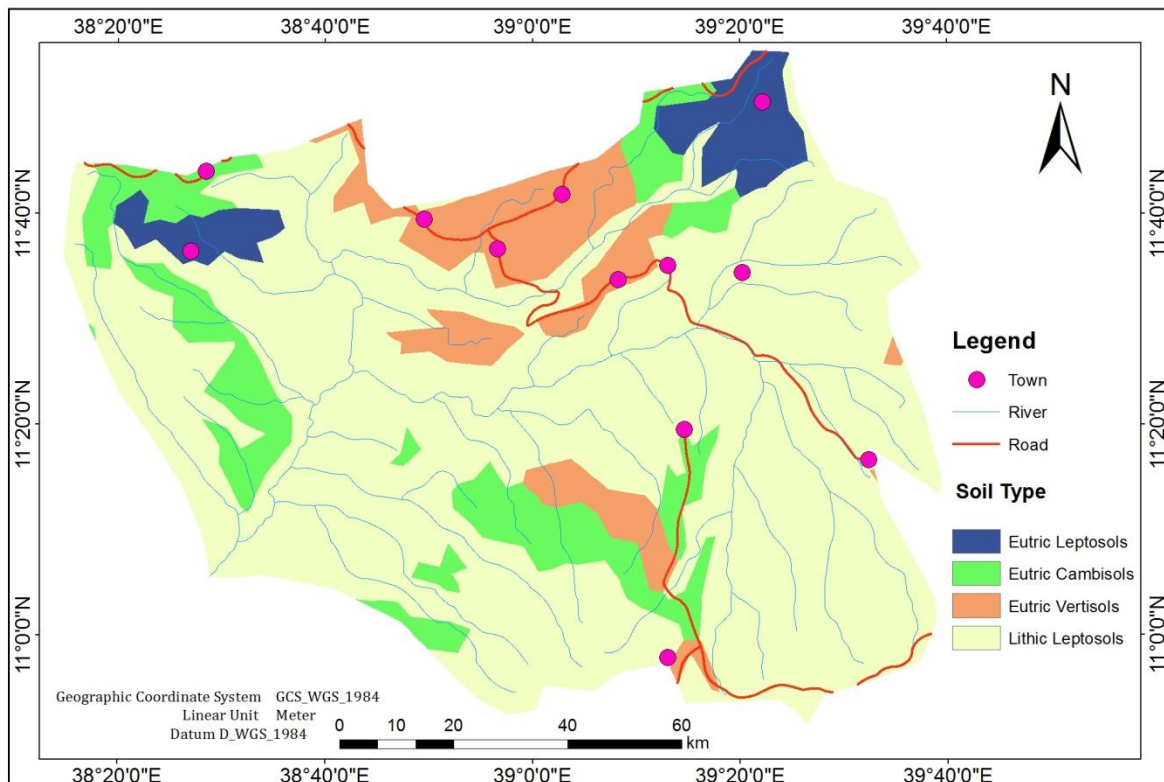 38°20'0"E 38°40'0"E 39°0'0"E 39°20'0"E 39°40'0"E
N
11°40'0"N 11°40'0"N
11°20'0"N 11°20'0"N
11°0'0"N 11°0'0"N
Legend
Town
River
Road
Soil Type
Eutric Leptosols
Eutric Cambisols
Eutric Vertisols
Lithic Leptosols
Geographic Coordinate System GCS_WGS_1984
Linear Unit Meter
Datum D_WGS_1984
0 10 20 40 60
km
38°20'0"E 38°40'0"E 39°0'0"E 39°20'0"E 39°40'0"E